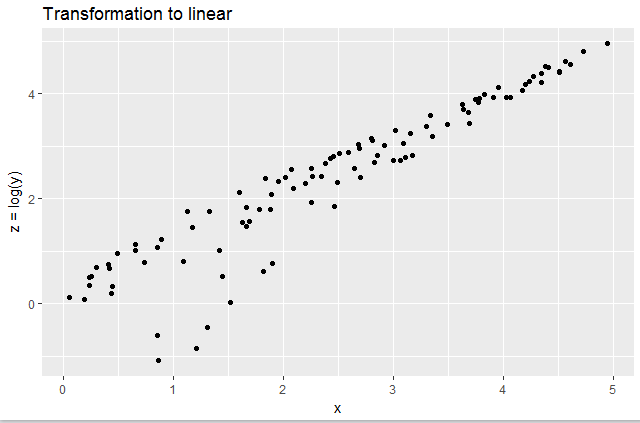 Transformation to linear
z = log(y)
4
2
0
0 1 2 3 4 5
x